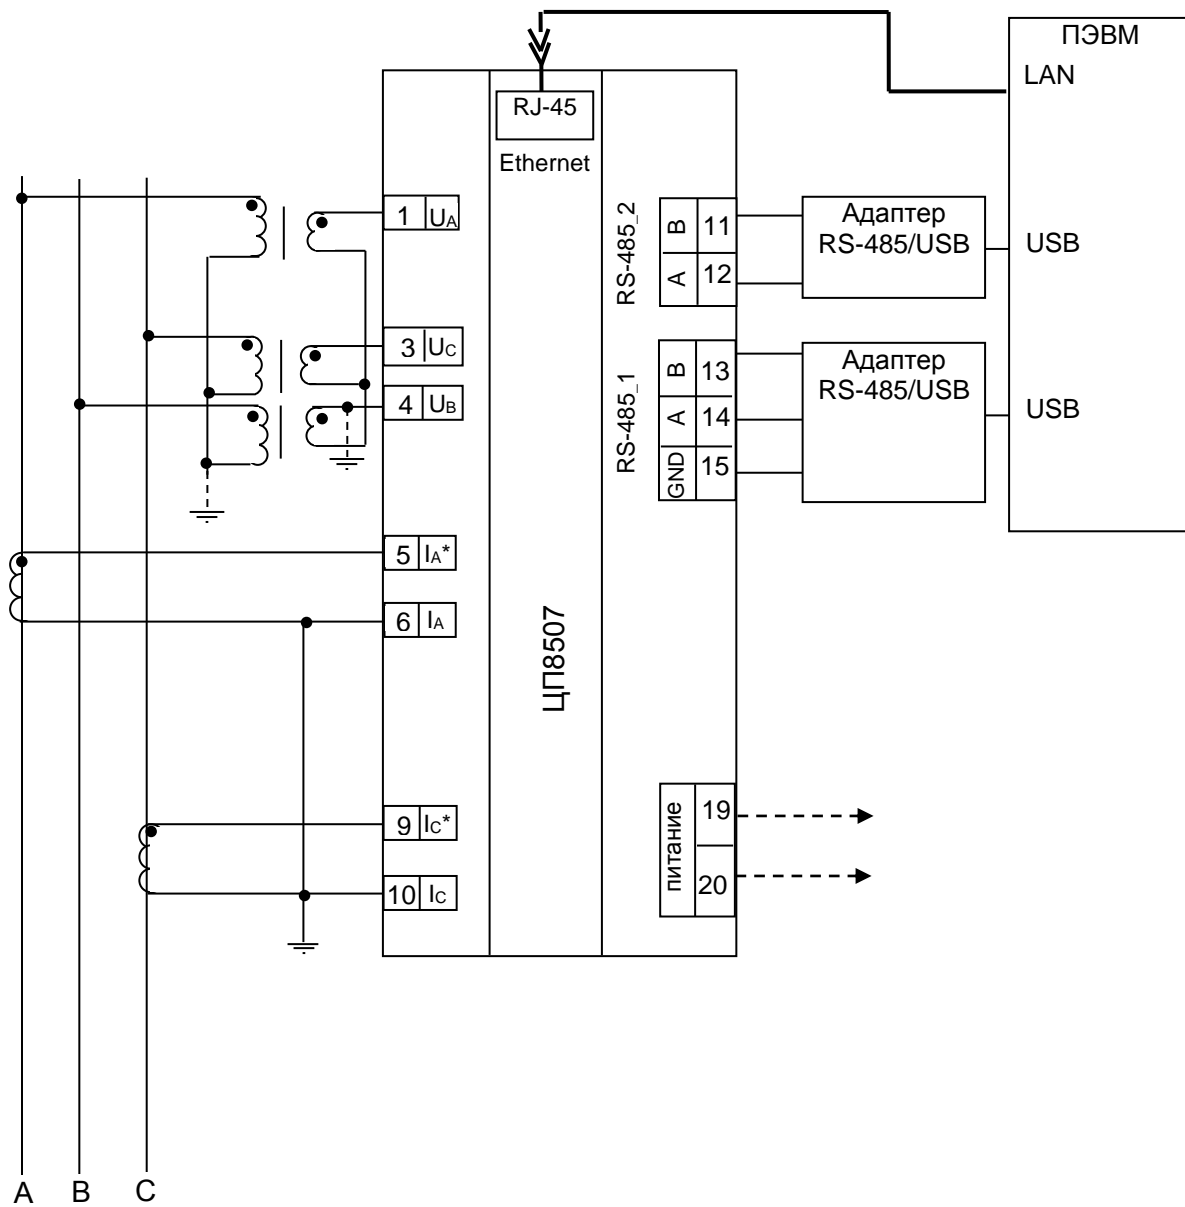 ПЭВМ
LAN
RJ-45
Ethernet
1 UA
3 UC
4 UB
5 IA*
6 IA
9 IC*
10 IC
ЦП8507
RS-485_2
B 11
A 12
RS-485_1
B 13
A 14
GND 15
Адаптер
RS-485/USB
USB
Адаптер
RS-485/USB
USB
питание
19
20
A B C